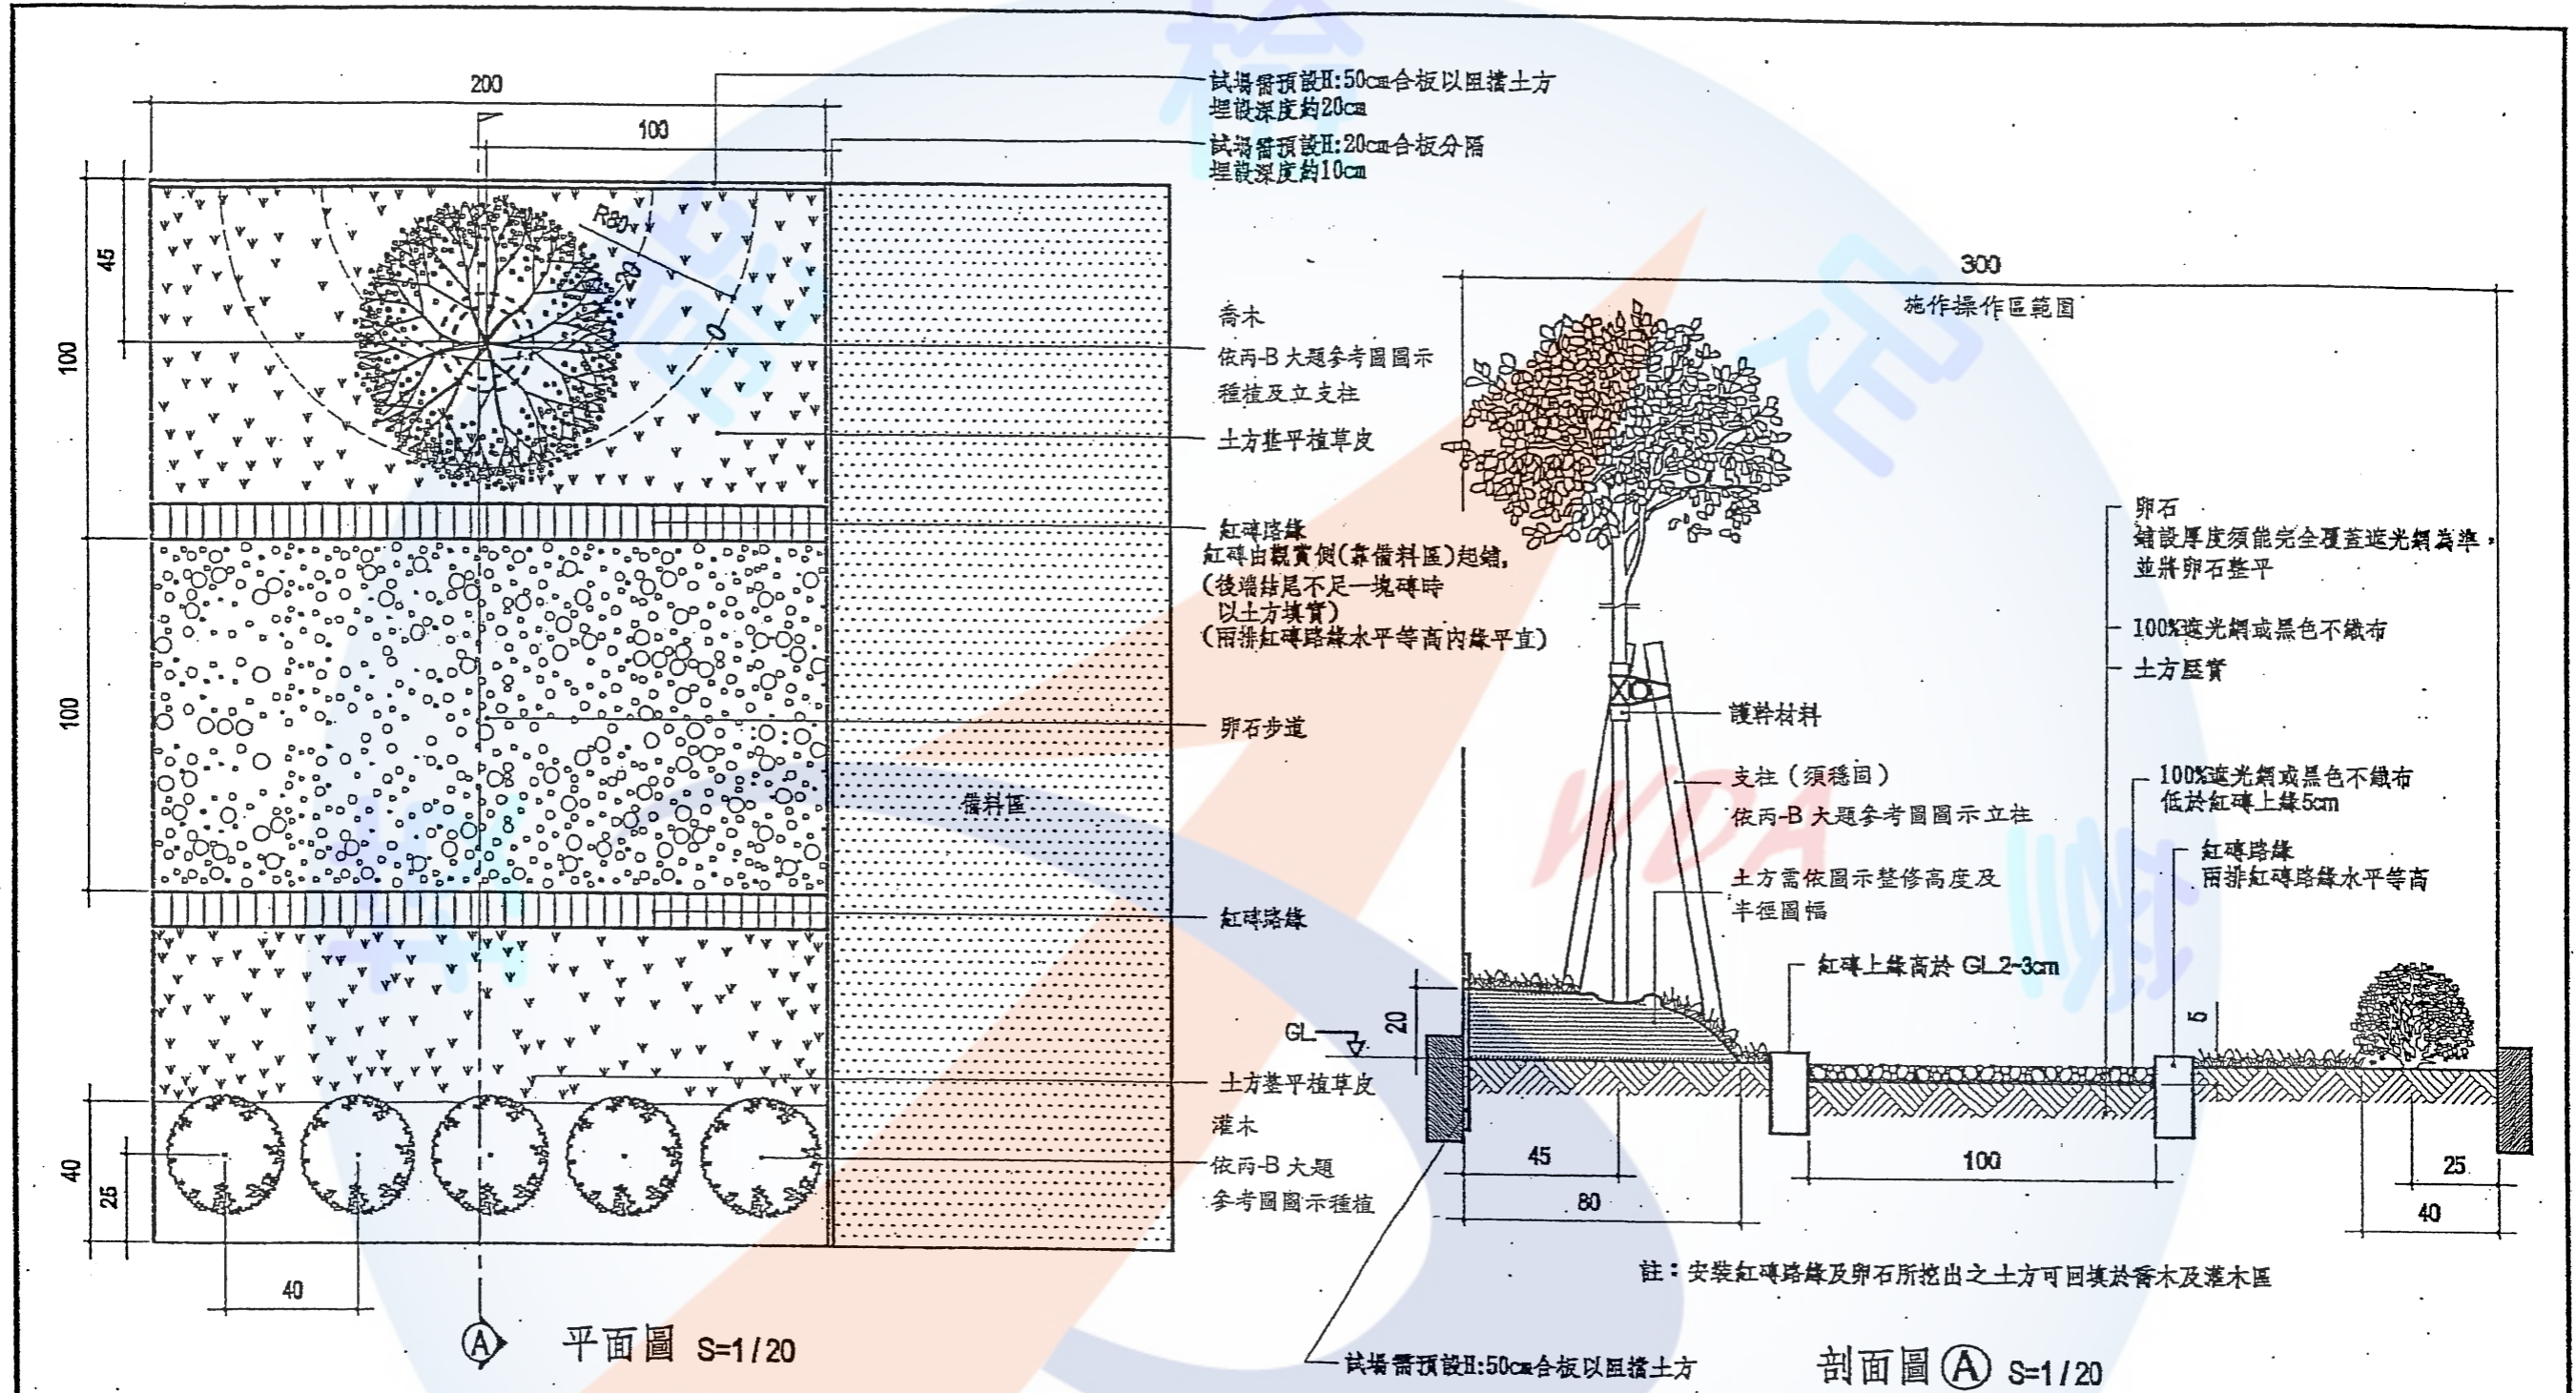 200
100
試場需預設H:50cm合板以阻擋土方
埋設深度約20cm
試場需預設H:20cm合板分隔
埋設深度約10cm
45
100
R80
20
0
喬木
依丙-B大題參考圖圖示
種植及立支柱
土方整平植草皮
紅磚路緣
紅磚由觀賞側(靠備料區)起鋪,
(後端結尾不足一塊磚時
以土方填實)
(兩排紅磚路緣水平等高內緣平直)
100
卵石步道
備料區
紅磚路緣
土方整平植草皮
灌木
依丙-B大題
參考圖圖示種植
40
25
40
A
平面圖 S=1/20
300
施作操作區範圍
卵石
鋪設厚度須能完全覆蓋遮光網為準,
並將卵石整平
100%遮光網或黑色不織布
土方壓實
護幹材料
支柱(須穩固)
依丙-B大題參考圖圖示立柱
100%遮光網或黑色不織布
低於紅磚上緣5cm
紅磚路緣
兩排紅磚路緣水平等高
土方需依圖示整修高度及
半徑圖幅
紅磚上緣高於 GL2~3cm
20
GL
5
45
80
100
25
40
註:安裝紅磚路緣及卵石所挖出之土方可回填於喬木及灌木區
試場需預設H:50cm合板以阻擋土方
剖面圖 A S=1/20
WDA
技
能
檢
定